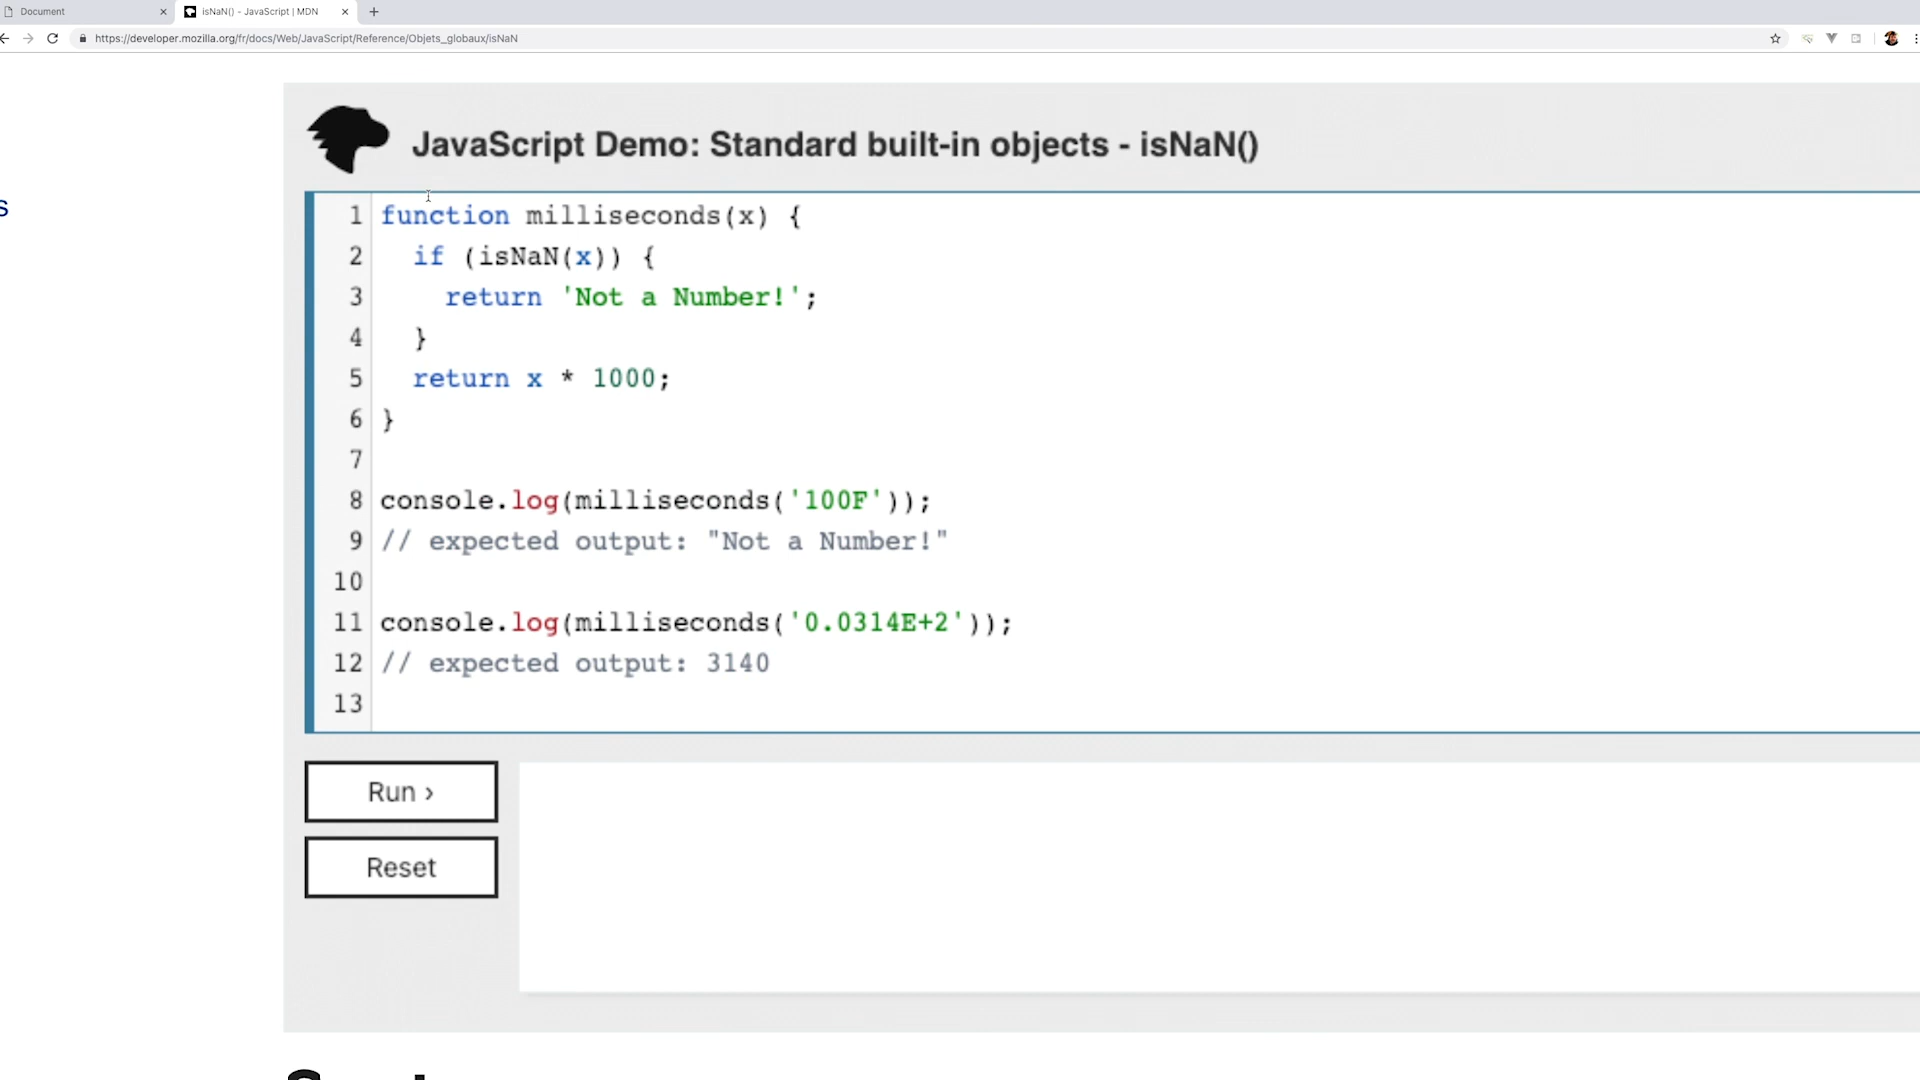 Document
isNaN() - JavaScript | MDN
https://developer.mozilla.org/fr/docs/Web/JavaScript/Reference/Objets_globaux/isNaN
JavaScript Demo: Standard built-in objects - isNaN()
s
1 function milliseconds(x) {
2 if (isNaN(x)) {
3 return 'Not a Number!';
4 }
5 return x * 1000;
6 }
7
8 console.log(milliseconds('100F'));
9 // expected output: "Not a Number!"
10
11 console.log(milliseconds('0.0314E+2'));
12 // expected output: 3140
13
Run ›
Reset